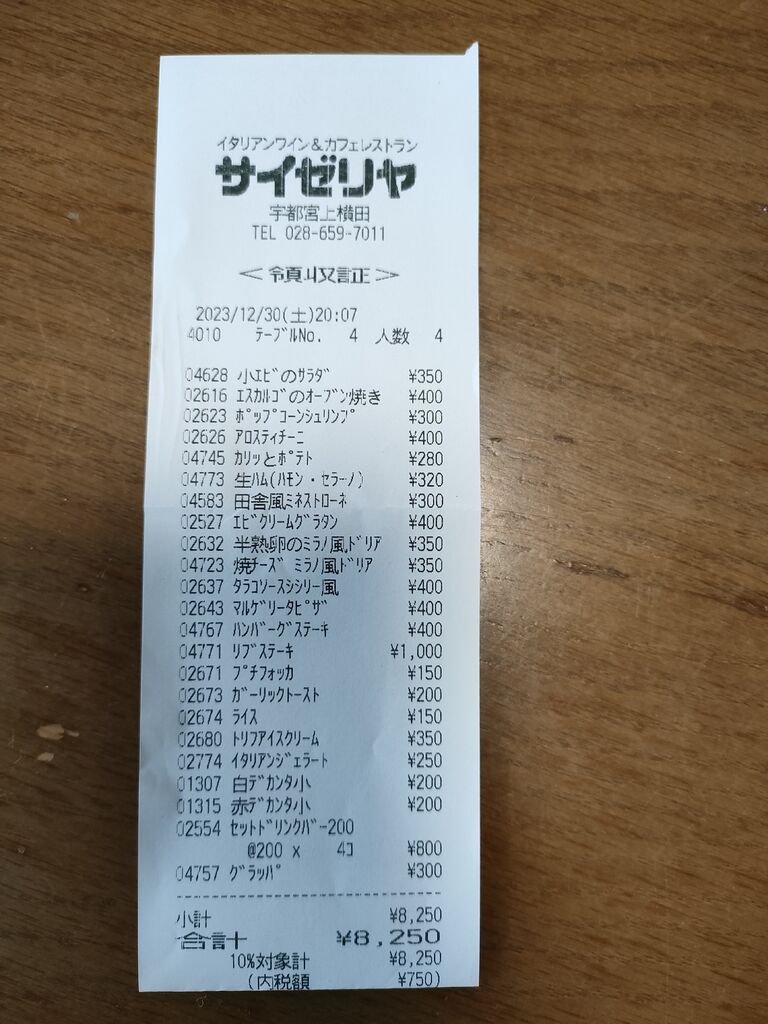 イタリアンワイン&カフェレストラン
サイゼリヤ
宇都宮上横田
TEL 028-659-7011
<領収証>
2023/12/30(土)20:07
4010 ﾃｰﾌﾞﾙNo. 4 人数 4
04628 小ｴﾋﾞのｻﾗﾀﾞ ¥350
02616 ｴｽｶﾙｺﾞのｵｰﾌﾞﾝ焼き ¥400
02623 ﾎﾟｯﾌﾟｺｰﾝｼｭﾘﾝﾌﾟ ¥300
02626 ｱﾛｽﾃｨﾁｰﾆ ¥400
04745 ｶﾘｯとﾎﾟﾃﾄ ¥280
04773 生ﾊﾑ(ﾊﾓﾝ・ｾﾗｰﾉ) ¥320
04583 田舎風ﾐﾈｽﾄﾛｰﾈ ¥300
02527 ｴﾋﾞｸﾘｰﾑｸﾞﾗﾀﾝ ¥400
02632 半熟卵のﾐﾗﾉ風ﾄﾞﾘｱ ¥350
04723 焼ﾁｰｽﾞ ﾐﾗﾉ風ﾄﾞﾘｱ ¥350
02637 ﾀﾗｺｿｰｽｼｼﾘｰ風 ¥400
02643 ﾏﾙｹﾞﾘｰﾀﾋﾟｻﾞ ¥400
04767 ﾊﾝﾊﾞｰｸﾞｽﾃｰｷ ¥400
04771 ﾘﾌﾞｽﾃｰｷ ¥1,000
02671 ﾌﾟﾁﾌｫｯｶ ¥150
02673 ｶﾞｰﾘｯｸﾄｰｽﾄ ¥200
02674 ﾗｲｽ ¥150
02680 ﾄﾘﾌｱｲｽｸﾘｰﾑ ¥350
02774 ｲﾀﾘｱﾝｼﾞｪﾗｰﾄ ¥250
01307 白ﾃﾞｶﾝﾀ小 ¥200
01315 赤ﾃﾞｶﾝﾀ小 ¥200
02554 ｾｯﾄﾄﾞﾘﾝｸﾊﾞｰ200
@200 x 4ｺ ¥800
04757 ｸﾞﾗｯﾊﾟ ¥300
小計 ¥8,250
合計 ¥8,250
10%対象計 ¥8,250
(内税額 ¥750)